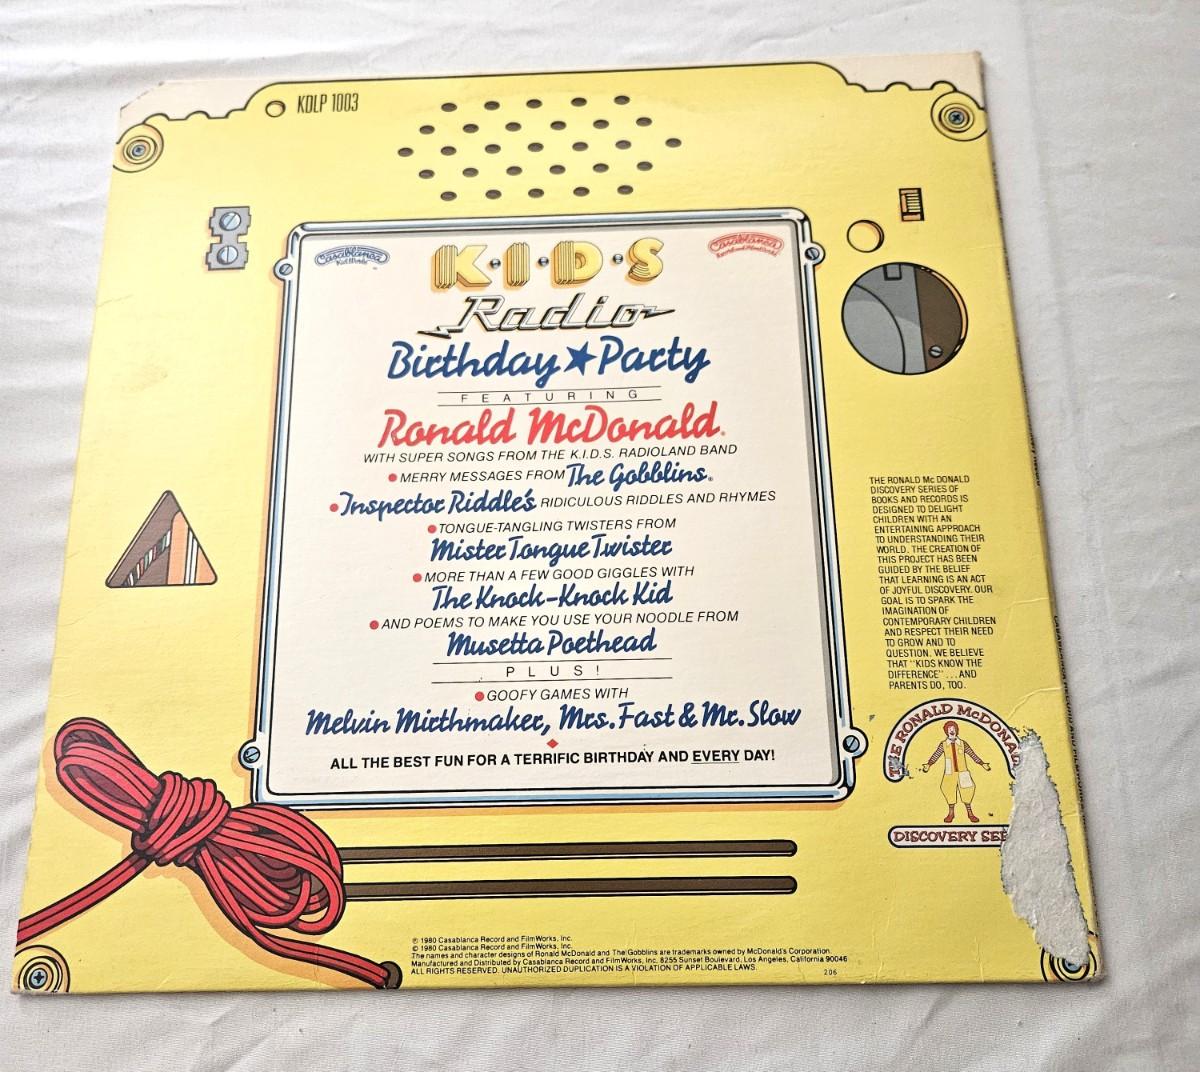 KDLP 1003
Casablanca
Casablanca
Record and FilmWorks
K·I·D·S
Radio
Birthday★Party
FEATURING
Ronald McDonald.
WITH SUPER SONGS FROM THE K.I.D.S. RADIOLAND BAND
•MERRY MESSAGES FROM The Gobblins.
•Inspector Riddle's RIDICULOUS RIDDLES AND RHYMES
•TONGUE-TANGLING TWISTERS FROM
Mister Tongue Twister
•MORE THAN A FEW GOOD GIGGLES WITH
The Knock-Knock Kid
•AND POEMS TO MAKE YOU USE YOUR NOODLE FROM
Musetta Poethead
PLUS!
•GOOFY GAMES WITH
Melvin Mirthmaker, Mrs. Fast & Mr. Slow
ALL THE BEST FUN FOR A TERRIFIC BIRTHDAY AND EVERY DAY!
THE RONALD Mc DONALD
DISCOVERY SERIES OF
BOOKS AND RECORDS IS
DESIGNED TO DELIGHT
CHILDREN WITH AN
ENTERTAINING APPROACH
TO UNDERSTANDING THEIR
WORLD. THE CREATION OF
THIS PROJECT HAS BEEN
GUIDED BY THE BELIEF
THAT LEARNING IS AN ACT
OF JOYFUL DISCOVERY. OUR
GOAL IS TO SPARK THE
IMAGINATION OF
CONTEMPORARY CHILDREN
AND RESPECT THEIR NEED
TO GROW AND TO
QUESTION. WE BELIEVE
THAT "KIDS KNOW THE
DIFFERENCE"...AND
PARENTS DO, TOO.
THE RONALD McDONA
DISCOVERY SE
℗ 1980 Casablanca Record and FilmWorks, Inc.
© 1980 Casablanca Record and FilmWorks, Inc.
The names and character designs of Ronald McDonald and The Gobblins are trademarks owned by McDonald's Corporation.
Manufactured and Distributed by Casablanca Record and FilmWorks, Inc. 8255 Sunset Boulevard, Los Angeles, California 90046
ALL RIGHTS RESERVED. UNAUTHORIZED DUPLICATION IS A VIOLATION OF APPLICABLE LAWS.
206